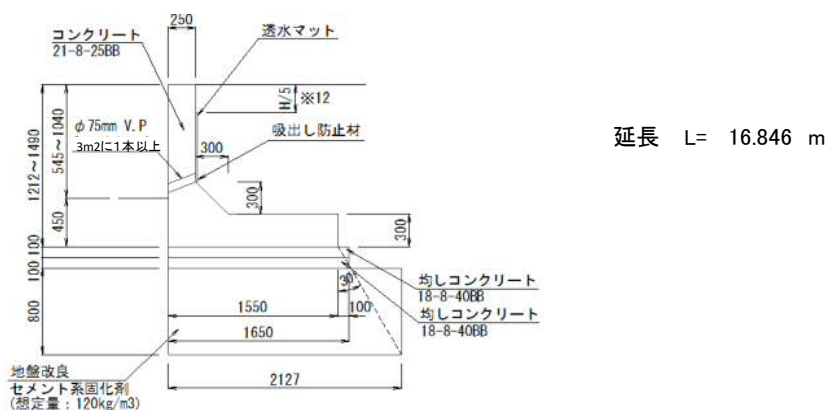 250
コンクリート
21-8-25BB
透水マット
H/5
※12
φ75mm V.P
3m2に1本以上
吸出し防止材
300
延長 L= 16.846 m
1212~1490
545~1040
450
300
300
100
100
800
30°
均しコンクリート
18-8-40BB
均しコンクリート
18-8-40BB
1550
100
1650
2127
地盤改良
セメント系固化剤
(想定量：120kg/m3)